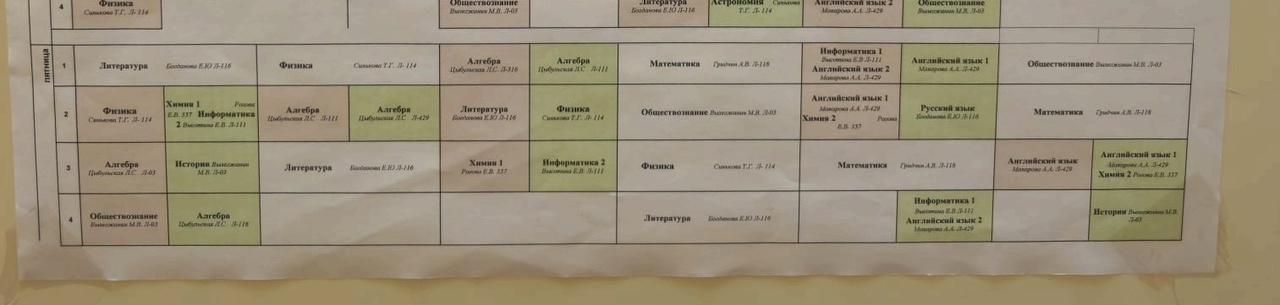 4
Физика
Синькова Т.Г. Л- 114
Обществознание
Выхожанин М.В. Л-03
Литература
Богданова Е.Ю Л-116
Астрономия Синькова
Т.Г. Л- 114
Английский язык 2
Макарова А.А. Л-429
Обществознание
Выхожанин М.В. Л-03
пятница
1
Литература Богданова Е.Ю Л-116
Физика Синькова Т.Г. Л- 114
Алгебра
Цыбульская Л.С. Л-316
Алгебра
Цыбульская Л.С. Л-111
Математика Гридчин А.В. Л-118
Информатика 1
Высотина Е.В Л-111
Английский язык 2
Макарова А.А. Л-429
Английский язык 1
Макарова А.А. Л-429
Обществознание Выхожанин М.В. Л-03
2
Физика
Синькова Т.Г. Л- 114
Химия 1 Рохова
Е.В. 337 Информатика
2 Высотина Е.В. Л-111
Алгебра
Цыбульская Л.С Л-111
Алгебра
Цыбульская Л.С Л-429
Литература
Богданова Е.Ю Л-116
Физика
Синькова Т.Г. Л- 114
Обществознание Выхожанин М.В. Л-03
Английский язык 1
Макарова А.А. Л-429
Химия 2 Рохова
Е.В. 337
Русский язык
Богданова Е.Ю Л-116
Математика Гридчин А.В. Л-118
3
Алгебра
Цыбульская Л.С. Л-03
История Выхожанин
М.В. Л-03
Литература Богданова Е.Ю Л-116
Химия 1
Рохова Е.В. 337
Информатика 2
Высотина Е.В. Л-111
Физика Синькова Т.Г. Л- 114
Математика Гридчин А.В. Л-118
Английский язык
Макарова А.А. Л-429
Английский язык 1
Макарова А.А. Л-429
Химия 2 Рохова Е.В. 337
4
Обществознание
Выхожанин М.В. Л-03
Алгебра
Цыбульская Л.С. Л-118
Литература Богданова Е.Ю Л-116
Информатика 1
Высотина Е.В Л-111
Английский язык 2
Макарова А.А. Л-429
История Выхожанин М.В.
Л-03